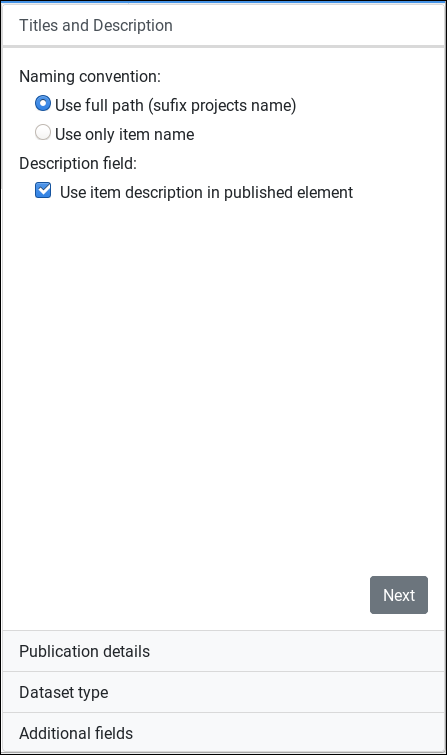 Titles and Description
Naming convention:
Use full path (sufix projects name)
Use only item name
Description field:
Use item description in published element
Next
Publication details
Dataset type
Additional fields